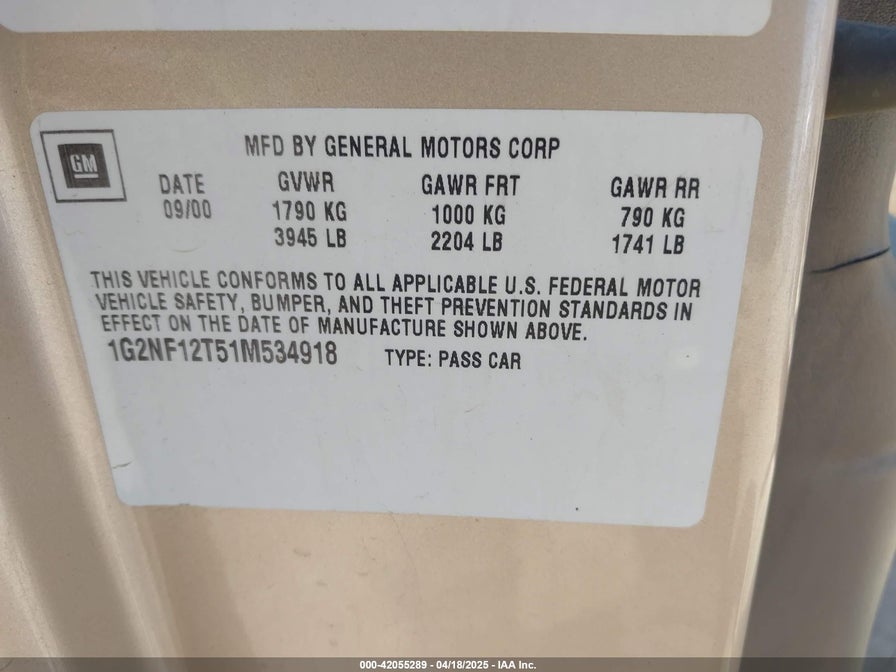 GM
MFD BY GENERAL MOTORS CORP
DATE GVWR GAWR FRT GAWR RR
09/00 1790 KG 1000 KG 790 KG
3945 LB 2204 LB 1741 LB
THIS VEHICLE CONFORMS TO ALL APPLICABLE U.S. FEDERAL MOTOR
VEHICLE SAFETY, BUMPER, AND THEFT PREVENTION STANDARDS IN
EFFECT ON THE DATE OF MANUFACTURE SHOWN ABOVE.
1G2NF12T51M534918 TYPE: PASS CAR
000-42055289 - 04/18/2025 - IAA Inc.